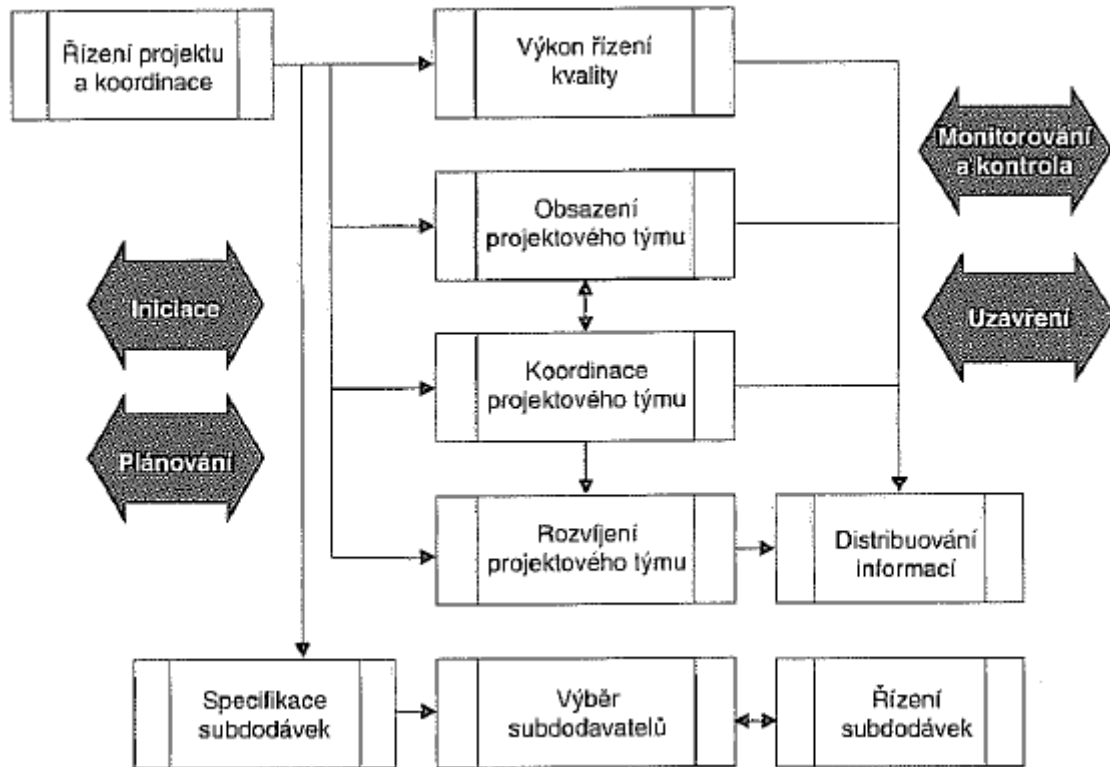 Řízení projektu
a koordinace
Výkon řízení
kvality
Monitorování
a kontrola
Obsazení
projektového týmu
Iniciace
Uzavření
Koordinace
projektového týmu
Plánování
Rozvíjení
projektového týmu
Distribuování
informací
Specifikace
subdodávek
Výběr
subdodavatelů
Řízení
subdodávek